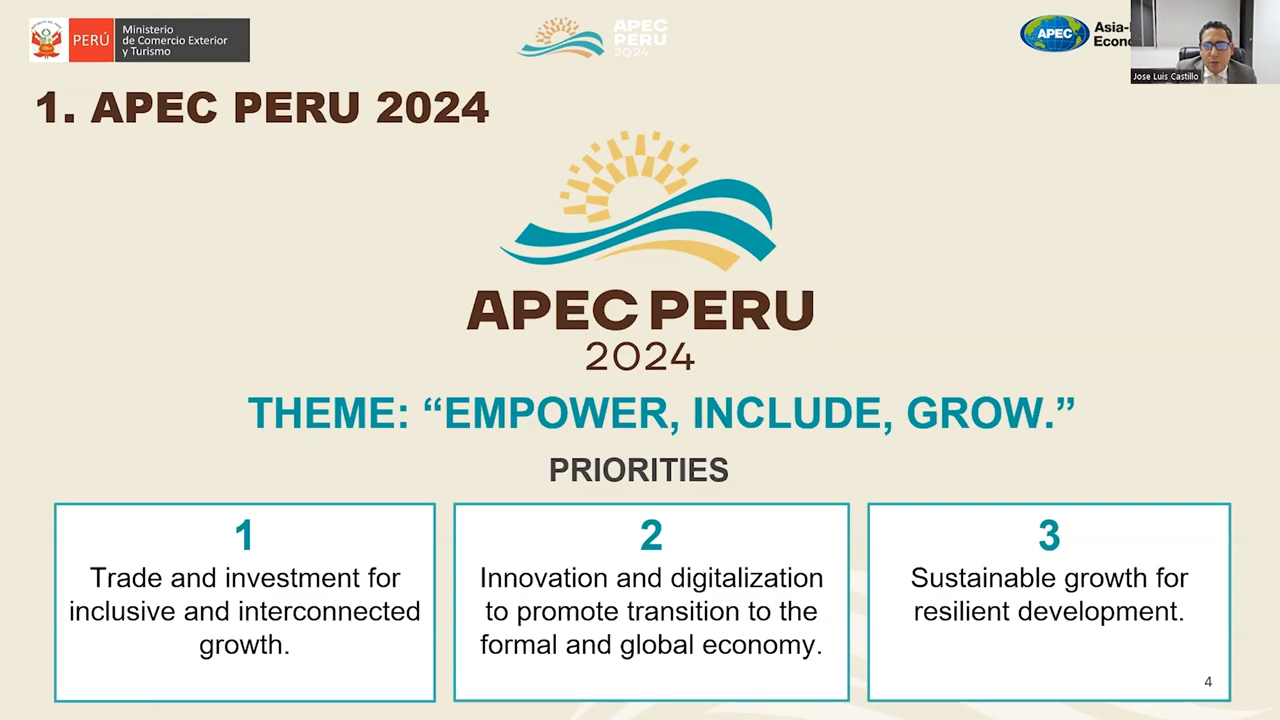 PERÚ
Ministerio
de Comercio Exterior
y Turismo
APEC
PERU
2024
APEC
Jose Luis Castillo
1. APEC PERU 2024
APEC PERU
2024
THEME: “EMPOWER, INCLUDE, GROW.”
PRIORITIES
1
Trade and investment for
inclusive and interconnected
growth.
2
Innovation and digitalization
to promote transition to the
formal and global economy.
3
Sustainable growth for
resilient development.
4